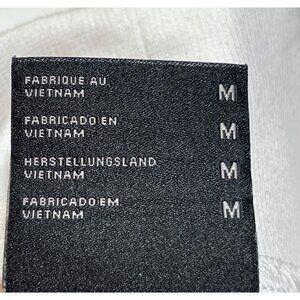 FABRIQUE AU
VIETNAM M
FABRICADO EN
VIETNAM M
HERSTELLUNGSLAND
VIETNAM M
FABRICADO EM
VIETNAM M